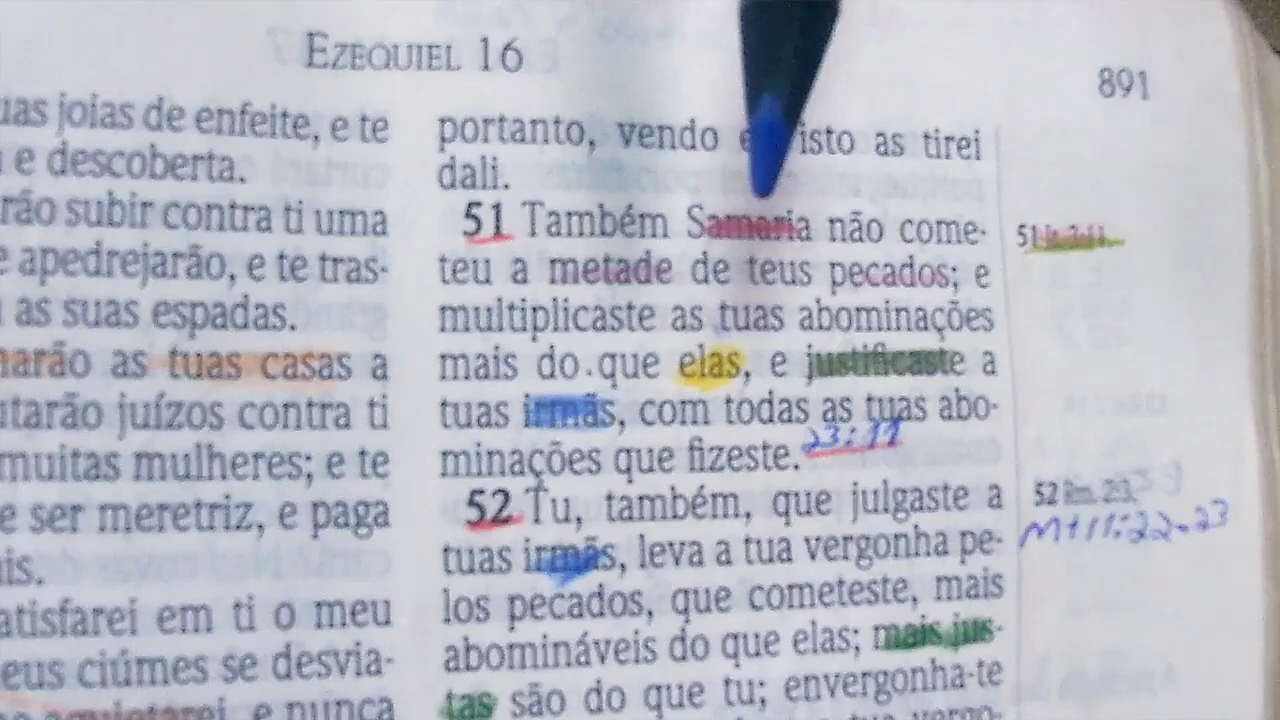 EZEQUIEL 16
891
uas joias de enfeite, e te
e descoberta.
rão subir contra ti uma
e apedrejarão, e te tras-
as suas espadas.
marão as tuas casas a
utarão juízos contra ti
muitas mulheres; e te
e ser meretriz, e paga
is.
atisfarei em ti o meu
eus ciúmes se desvia-
aquietarei, e nunca
portanto, vendo isto as tirei
dali.
51 Também Samaria não come-
teu a metade de teus pecados; e
multiplicaste as tuas abominações
mais do que elas, e justificaste a
tuas irmãs, com todas as tuas abo-
minações que fizeste. 23:11
52 Tu, também, que julgaste a
tuas irmãs, leva a tua vergonha pe-
los pecados, que cometeste, mais
abomináveis do que elas; mais jus-
tas são do que tu; envergonha-te
51
52
Mt 11:22-23